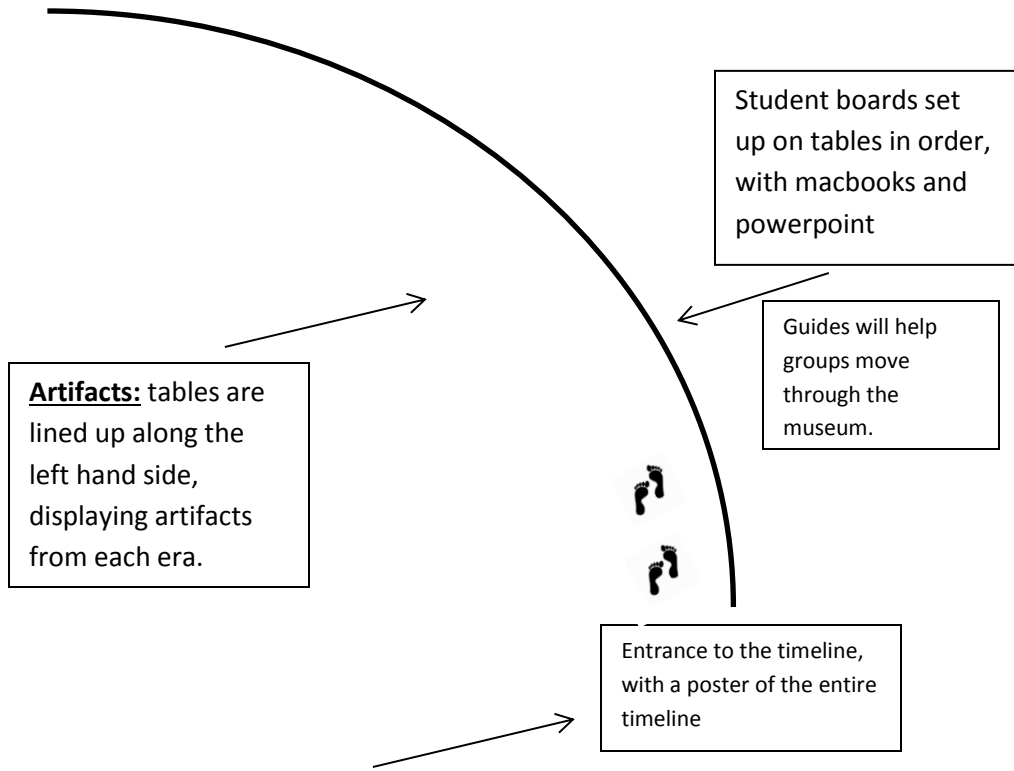 Student boards set
up on tables in order,
with macbooks and
powerpoint
Guides will help
groups move
through the
museum.
Artifacts: tables are
lined up along the
left hand side,
displaying artifacts
from each era.
Entrance to the timeline,
with a poster of the entire
timeline